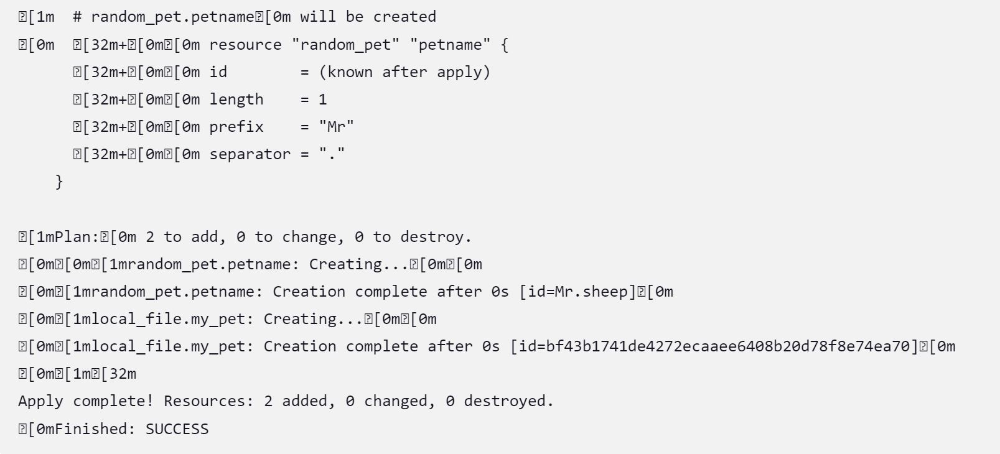 �[1m  # random_pet.petname�[0m will be created
�[0m  �[32m+�[0m�[0m resource "random_pet" "petname" {
      �[32m+�[0m�[0m id        = (known after apply)
      �[32m+�[0m�[0m length    = 1
      �[32m+�[0m�[0m prefix    = "Mr"
      �[32m+�[0m�[0m separator = "."
    }

�[1mPlan:�[0m 2 to add, 0 to change, 0 to destroy.
�[0m�[0m�[1mrandom_pet.petname: Creating...�[0m�[0m
�[0m�[1mrandom_pet.petname: Creation complete after 0s [id=Mr.sheep]�[0m
�[0m�[1mlocal_file.my_pet: Creating...�[0m�[0m
�[0m�[1mlocal_file.my_pet: Creation complete after 0s [id=bf43b1741de4272ecaaee6408b20d78f8e74ea70]�[0m
�[0m�[1m�[32m
Apply complete! Resources: 2 added, 0 changed, 0 destroyed.
�[0mFinished: SUCCESS